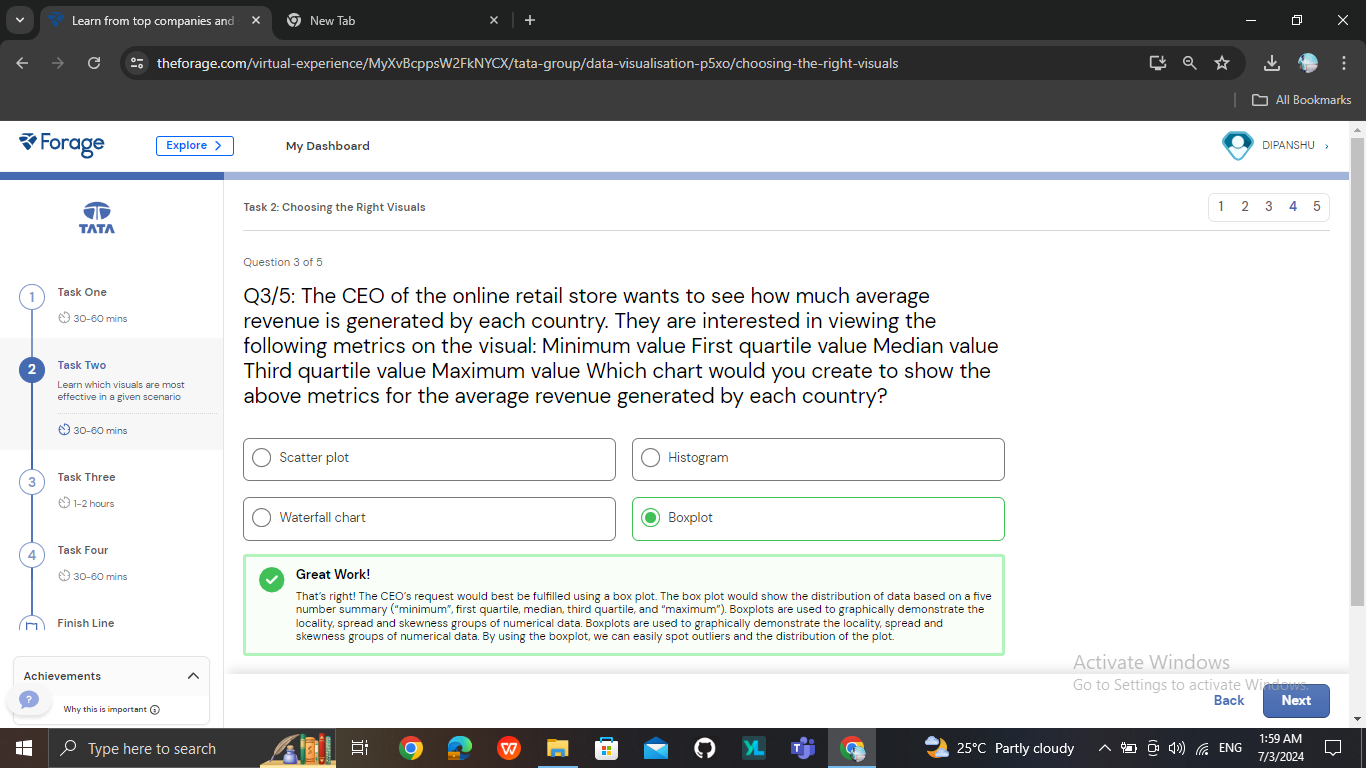 Learn from top companies and
New Tab
theforage.com/virtual-experience/MyXvBcppsW2FkNYCX/tata-group/data-visualisation-p5xo/choosing-the-right-visuals
All Bookmarks
Forage
Explore
My Dashboard
DIPANSHU
TATA
Task 2: Choosing the Right Visuals
1 2 3 4 5
1
Task One
30-60 mins
2
Task Two
Learn which visuals are most
effective in a given scenario
30-60 mins
3
Task Three
1-2 hours
4
Task Four
30-60 mins
Finish Line
Achievements
?
Why this is important
Question 3 of 5
Q3/5: The CEO of the online retail store wants to see how much average
revenue is generated by each country. They are interested in viewing the
following metrics on the visual: Minimum value First quartile value Median value
Third quartile value Maximum value Which chart would you create to show the
above metrics for the average revenue generated by each country?
Scatter plot
Histogram
Waterfall chart
Boxplot
Great Work!
That's right! The CEO's request would best be fulfilled using a box plot. The box plot would show the distribution of data based on a five
number summary (“minimum”, first quartile, median, third quartile, and “maximum”). Boxplots are used to graphically demonstrate the
locality, spread and skewness groups of numerical data. Boxplots are used to graphically demonstrate the locality, spread and
skewness groups of numerical data. By using the boxplot, we can easily spot outliers and the distribution of the plot.
Activate Windows
Go to Settings to activate Windows.
Back
Next
Type here to search
W
YL
25°C Partly cloudy
ENG
1:59 AM
7/3/2024